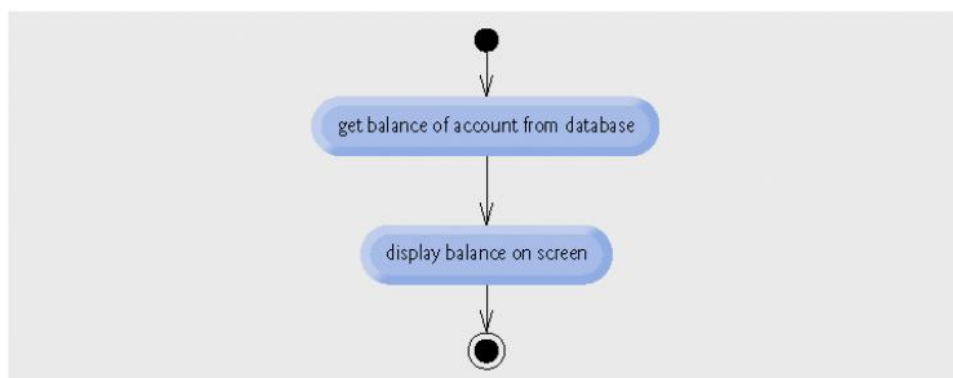 get balance of account from database
display balance on screen